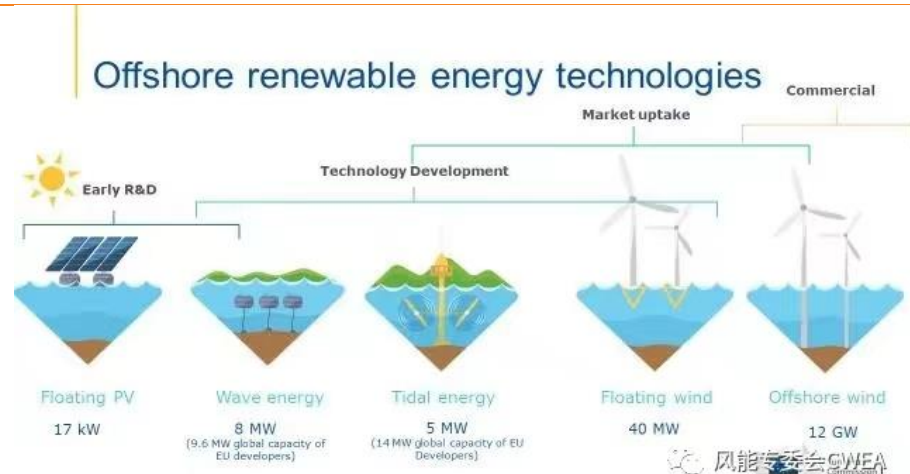 Offshore renewable energy technologies
Commercial
Market uptake
Technology Development
Early R&D
Floating PV
Wave energy
Tidal energy
Floating wind
Offshore wind
17 kW
8 MW
(9.6 MW global capacity of
EU developers)
5 MW
(14 MW global capacity of EU
Developers)
40 MW
12 GW
风能专委会CWEA